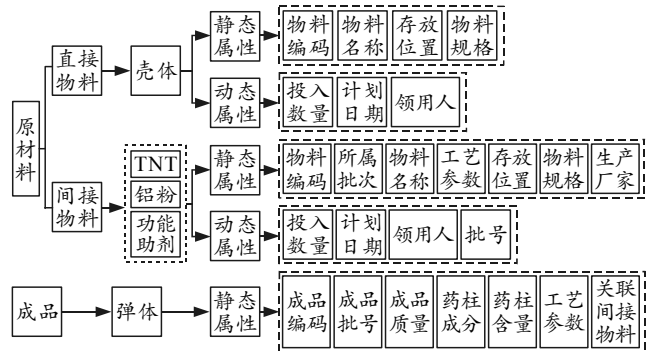 原材料
直接物料
壳体
静态属性
物料编码
物料名称
存放位置
物料规格
动态属性
投入数量
计划日期
领用人
间接物料
TNT
铝粉
功能助剂
静态属性
物料编码
所属批次
物料名称
工艺参数
存放位置
物料规格
生产厂家
动态属性
投入数量
计划日期
领用人
批号
成品
弹体
静态属性
成品编码
成品批号
成品质量
药柱成分
药柱含量
工艺参数
关联间接物料